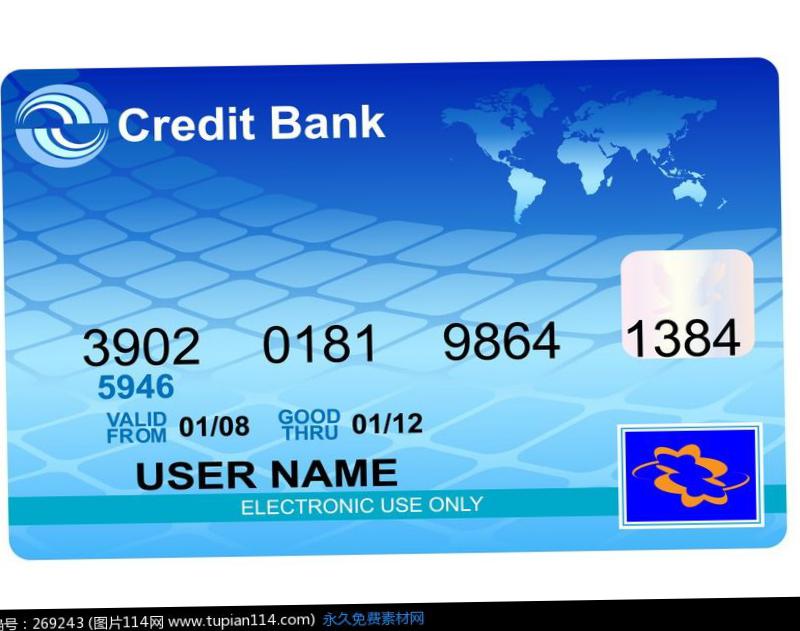 Credit Bank
3902 0181 9864 1384
5946
VALID FROM 01/08 GOOD THRU 01/12
USER NAME
ELECTRONIC USE ONLY
号：269243 (图片114网 www.tupian114.com) 永久免费素材网